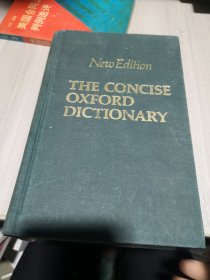 New Edition
THE CONCISE
OXFORD
DICTIONARY